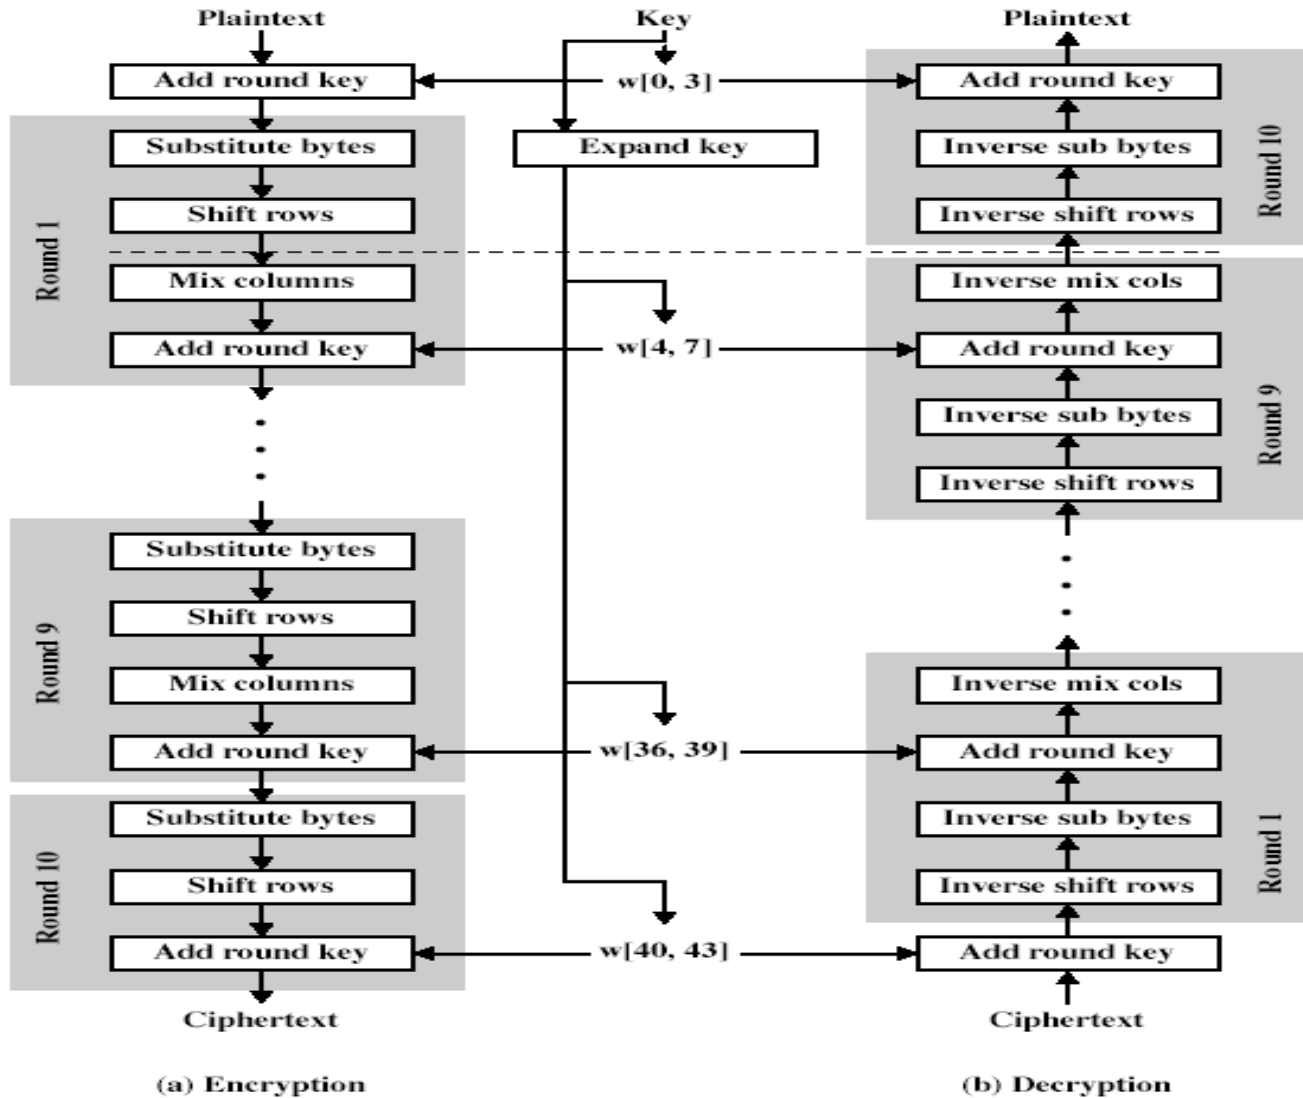 Plaintext
Key
Plaintext
Add round key
w[0, 3]
Add round key
Substitute bytes
Expand key
Inverse sub bytes
Round 10
Shift rows
Inverse shift rows
Round 1
Mix columns
Inverse mix cols
Add round key
w[4, 7]
Add round key
Inverse sub bytes
Round 9
Inverse shift rows
Substitute bytes
Shift rows
Round 9
Mix columns
Inverse mix cols
Add round key
w[36, 39]
Add round key
Substitute bytes
Inverse sub bytes
Round 1
Shift rows
Inverse shift rows
Round 10
Add round key
w[40, 43]
Add round key
Ciphertext
Ciphertext
(a) Encryption
(b) Decryption